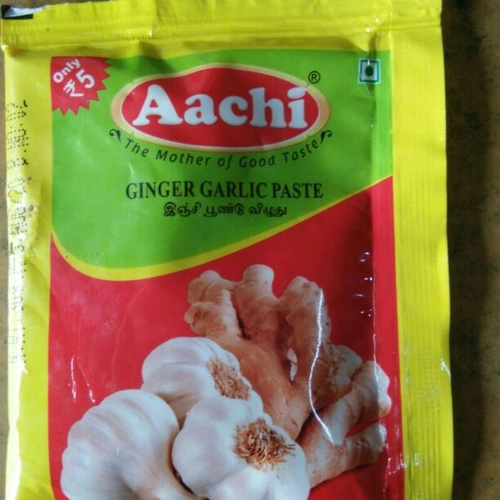 Only
₹5
Aachi®
The Mother of Good Taste
GINGER GARLIC PASTE
இஞ்சி பூண்டு விழுது